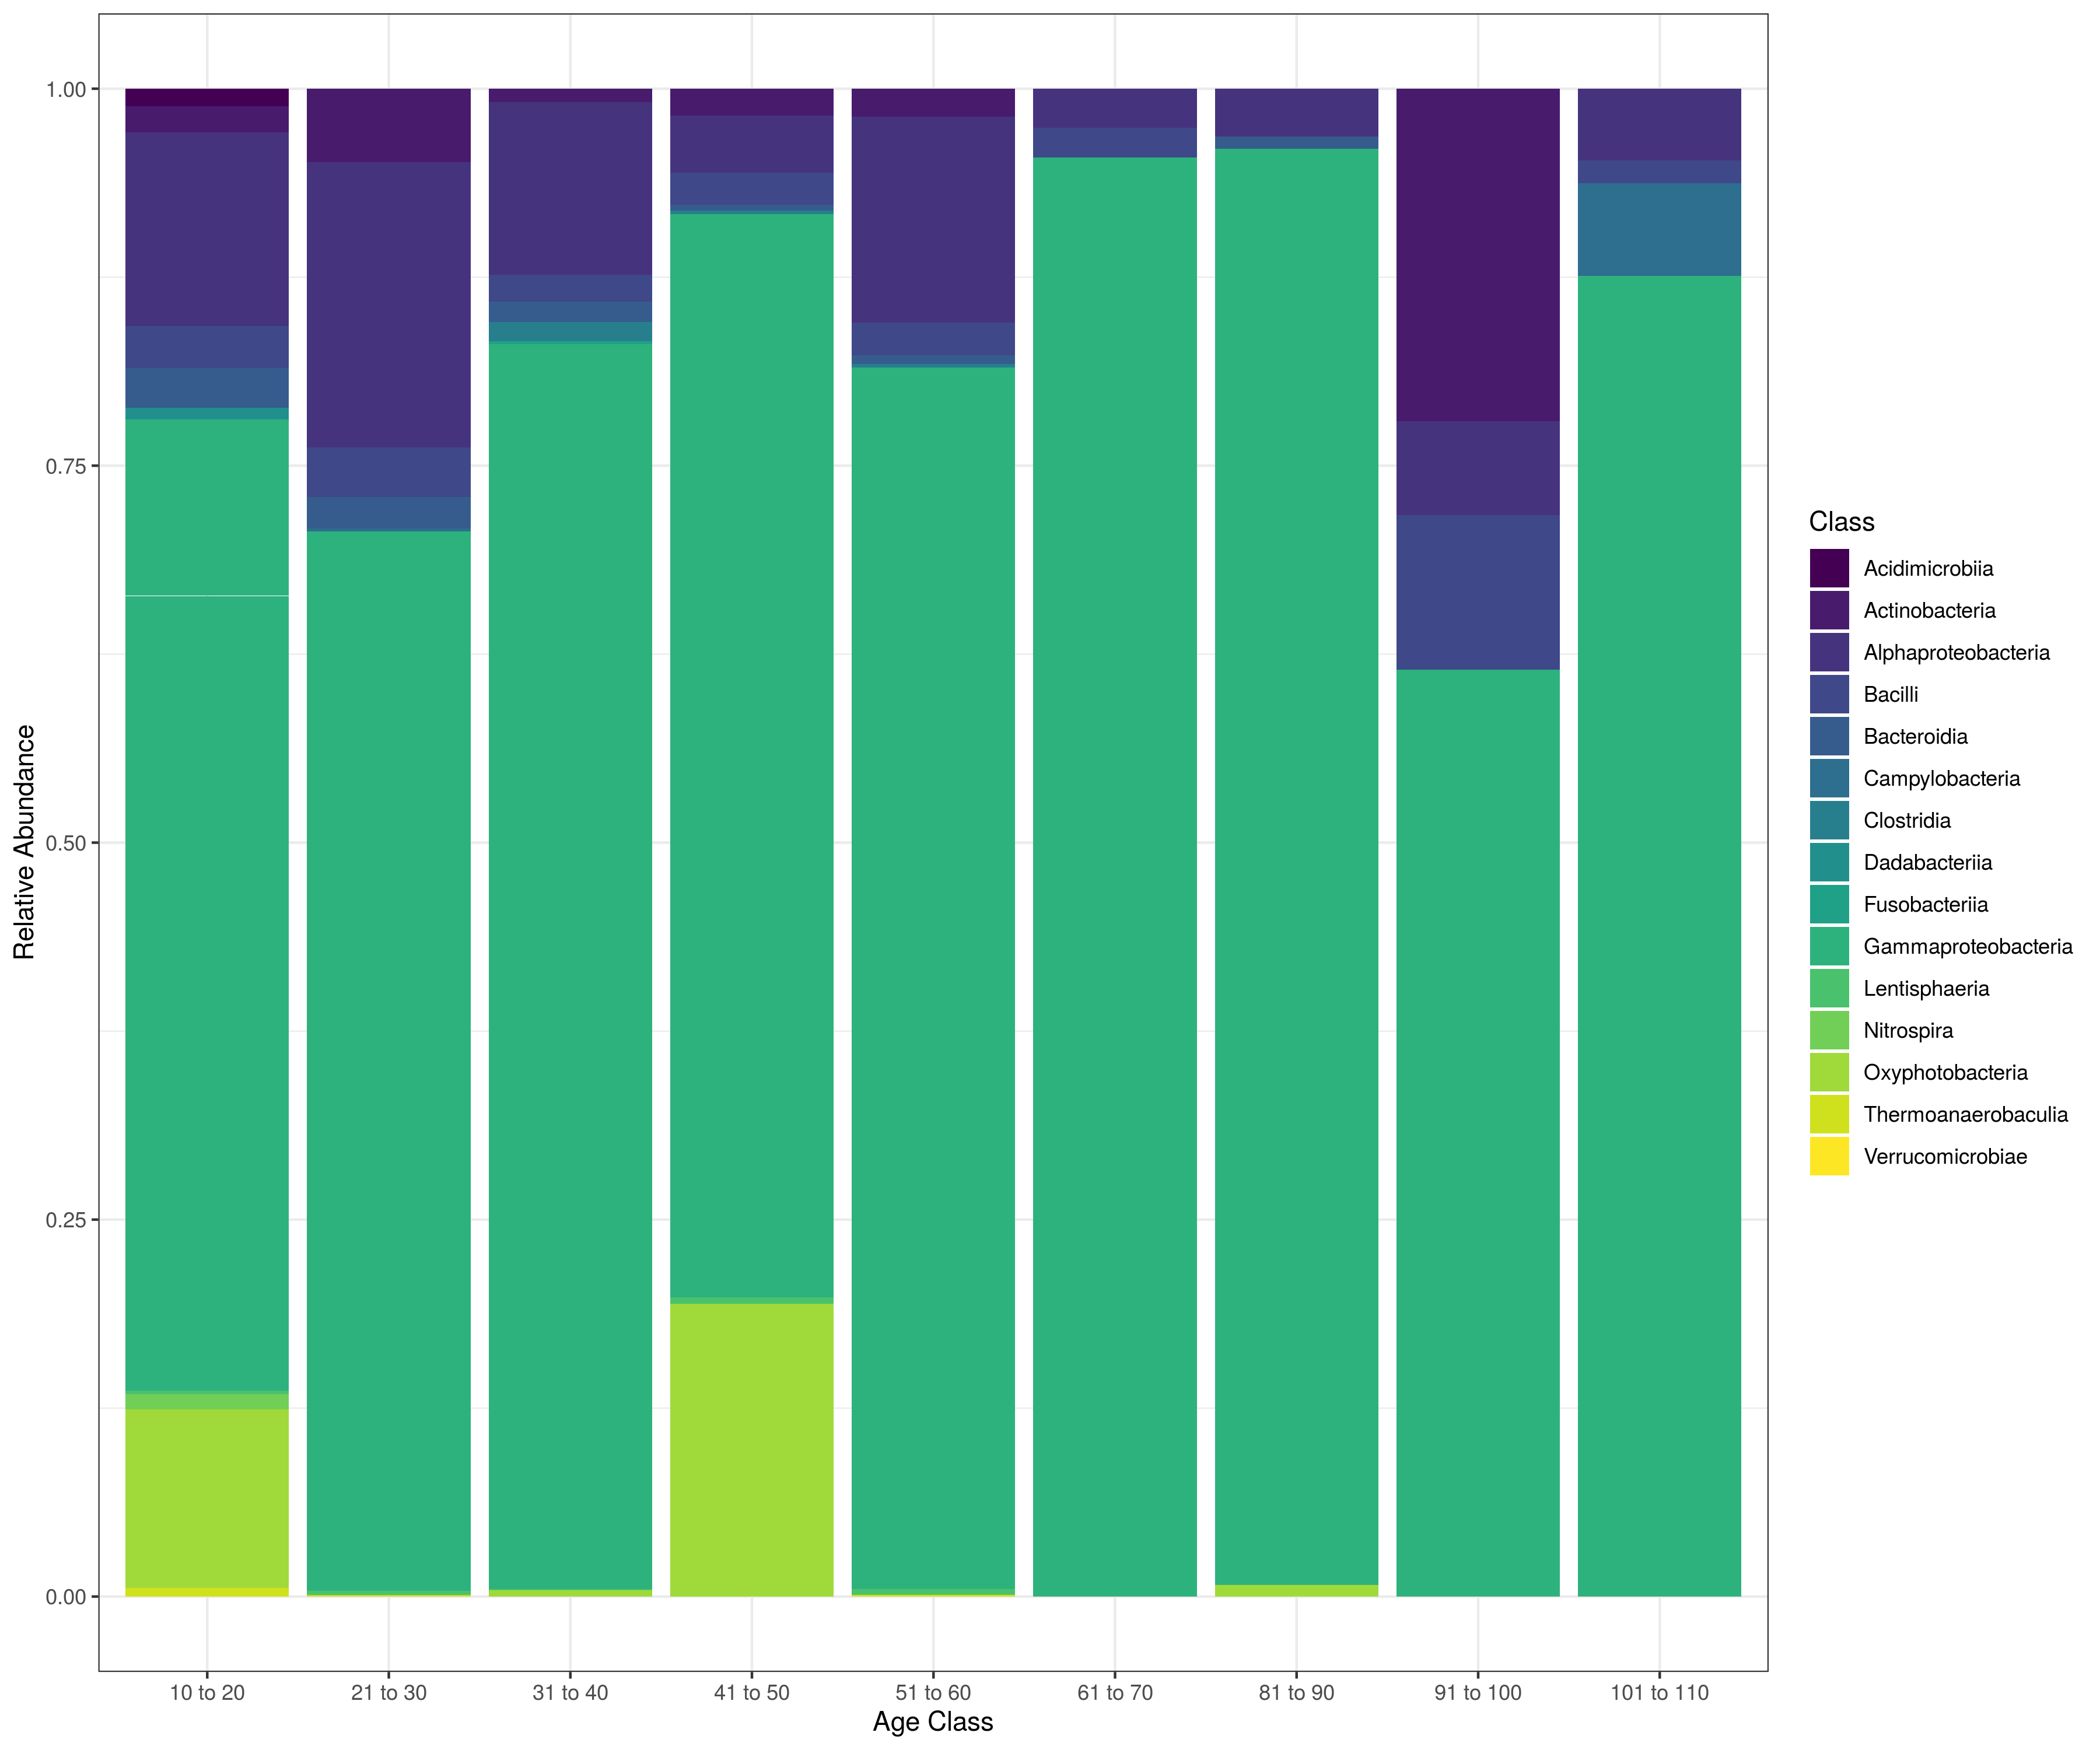 1.00
0.75
0.50
0.25
0.00
Relative Abundance
10 to 20
21 to 30
31 to 40
41 to 50
51 to 60
61 to 70
81 to 90
91 to 100
101 to 110
Age Class
Class
Acidimicrobiia
Actinobacteria
Alphaproteobacteria
Bacilli
Bacteroidia
Campylobacteria
Clostridia
Dadabacteriia
Fusobacteriia
Gammaproteobacteria
Lentisphaeria
Nitrospira
Oxyphotobacteria
Thermoanaerobaculia
Verrucomicrobiae